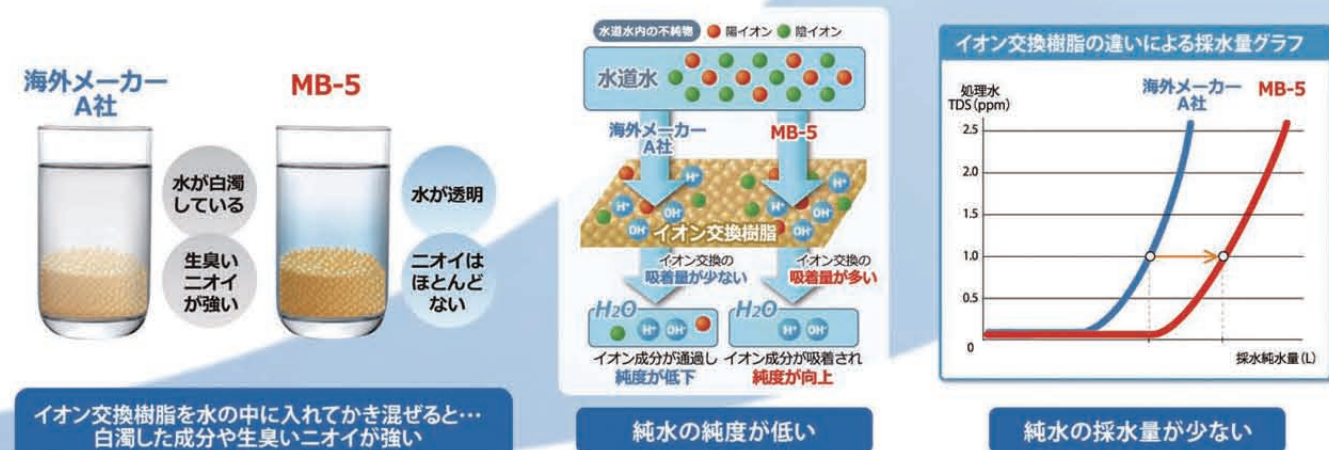 海外メーカー
A社
MB-5
水が白濁
している
生臭い
ニオイ
が強い
水が透明
ニオイは
ほとんど
ない
イオン交換樹脂を水の中に入れてかき混ぜると…
白濁した成分や生臭いニオイが強い
水道水内の不純物
陽イオン
陰イオン
水道水
海外メーカー
A社
MB-5
H⁺
H⁺
H⁺
OH⁻
H⁺
OH⁻
OH⁻
OH⁻
イオン交換樹脂
イオン交換の
吸着量が少ない
イオン交換の
吸着量が多い
H₂O
H⁺
OH⁻
H₂O
H⁺
OH⁻
イオン成分が通過し
純度が低下
イオン成分が吸着され
純度が向上
純水の純度が低い
イオン交換樹脂の違いによる採水量グラフ
処理水
TDS(ppm)
海外メーカー
A社
MB-5
2.5
2.0
1.5
1.0
0.5
0
採水純水量(L)
純水の採水量が少ない